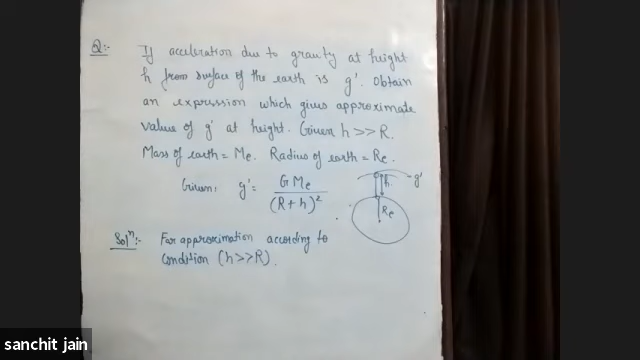 Q:- If acceleration due to gravity at height
h from surface of the earth is g'. Obtain
an expression which gives approximate
value of g' at height. Given h >> R.
Mass of earth = Me. Radius of earth = Re.
Given: g' = G Me / (R + h)²
h g'
Re
Solⁿ:- For approximation according to
condition (h >> R).
sanchit jain